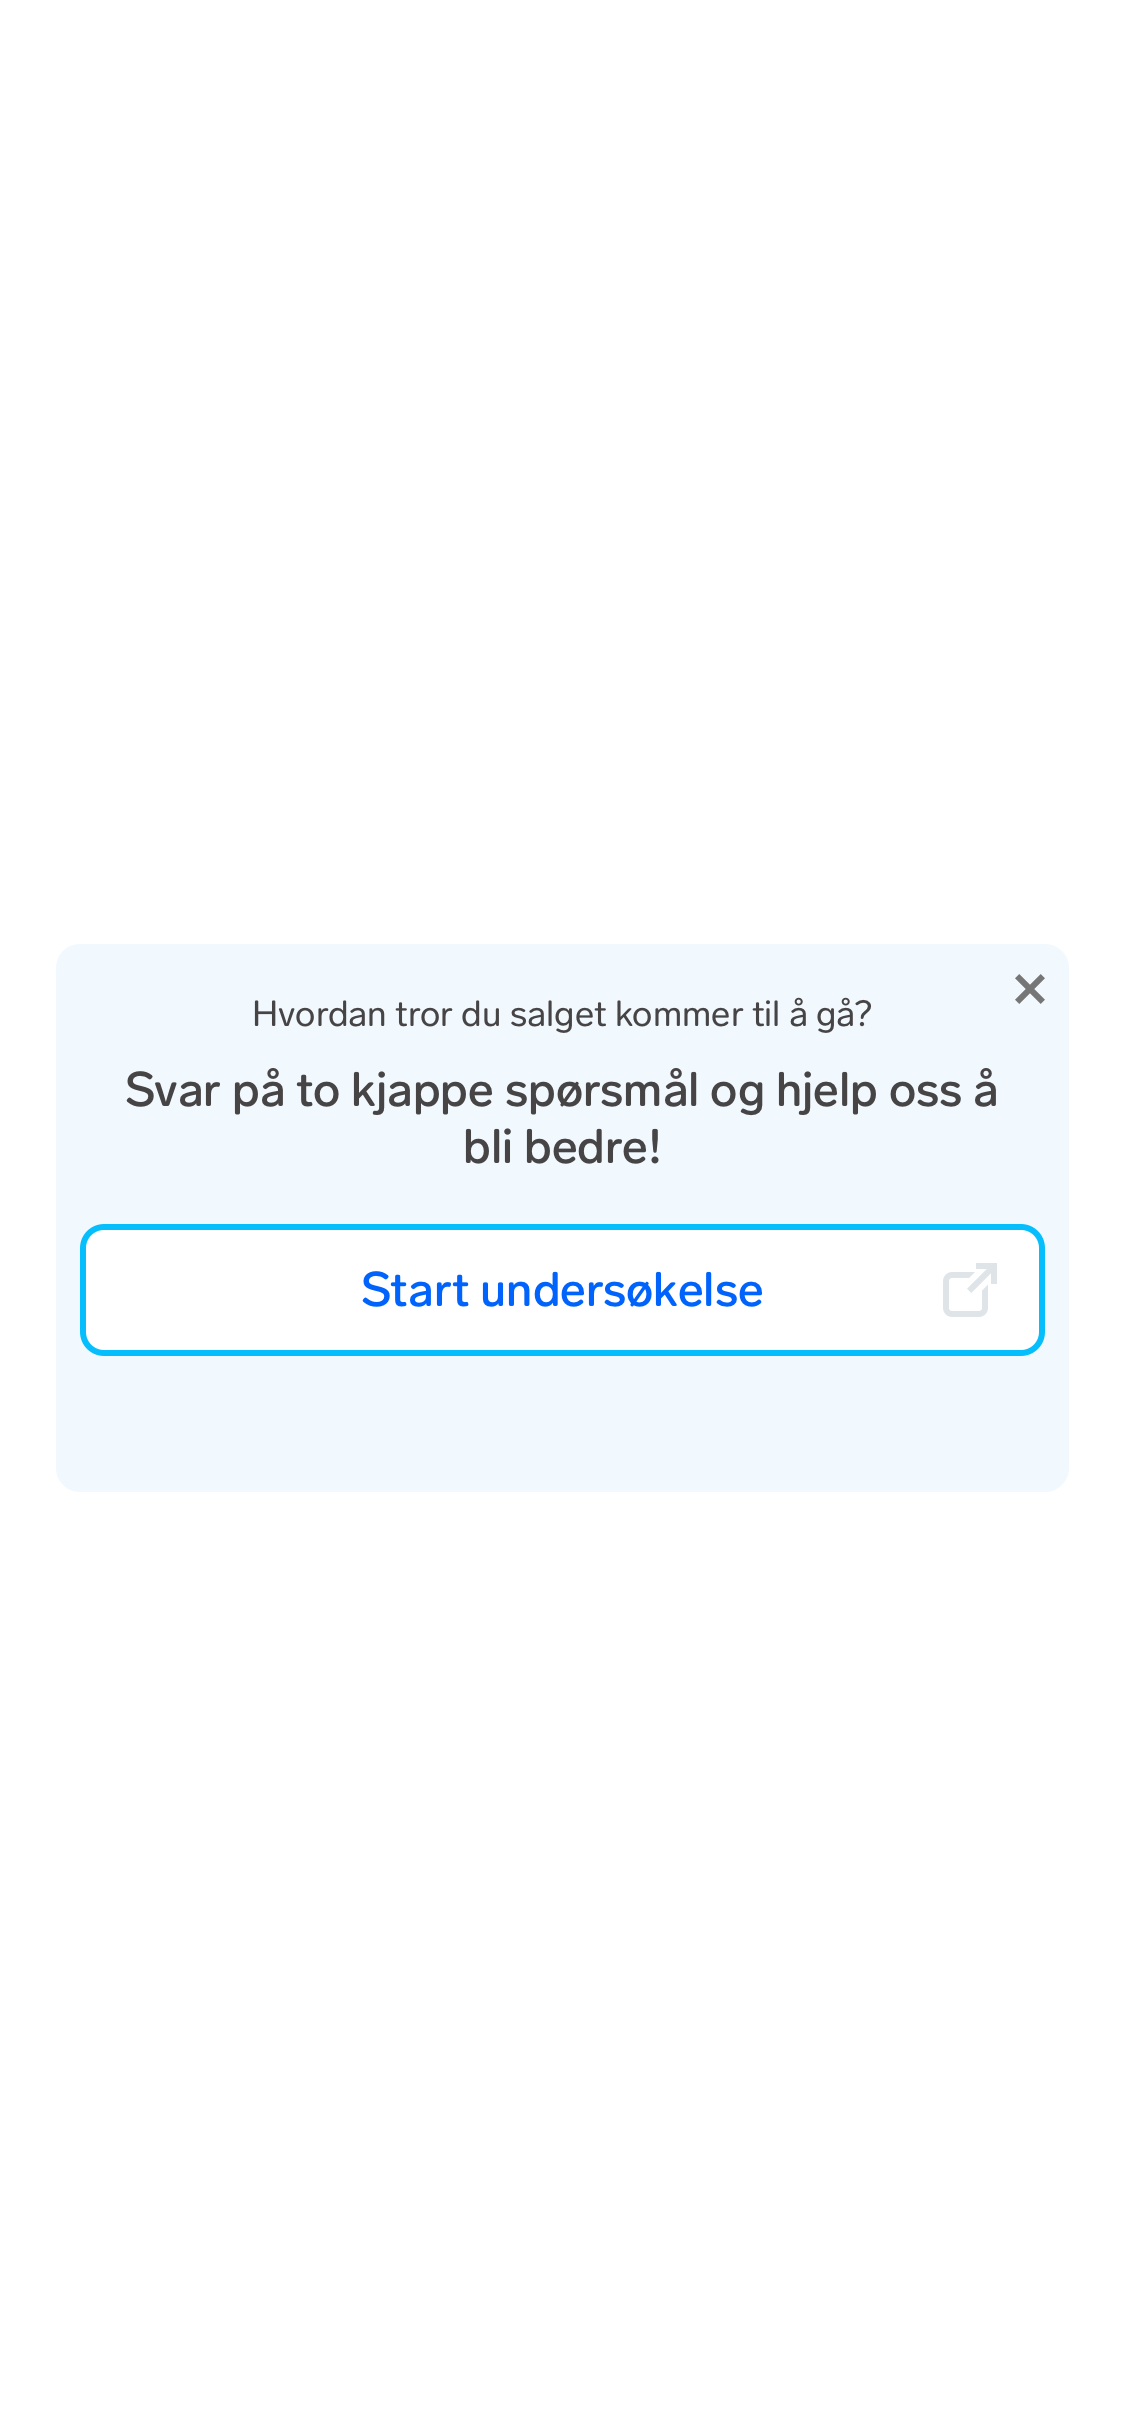 Hvordan tror du salget kommer til å gå?
Svar på to kjappe spørsmål og hjelp oss å
bli bedre!
Start undersøkelse